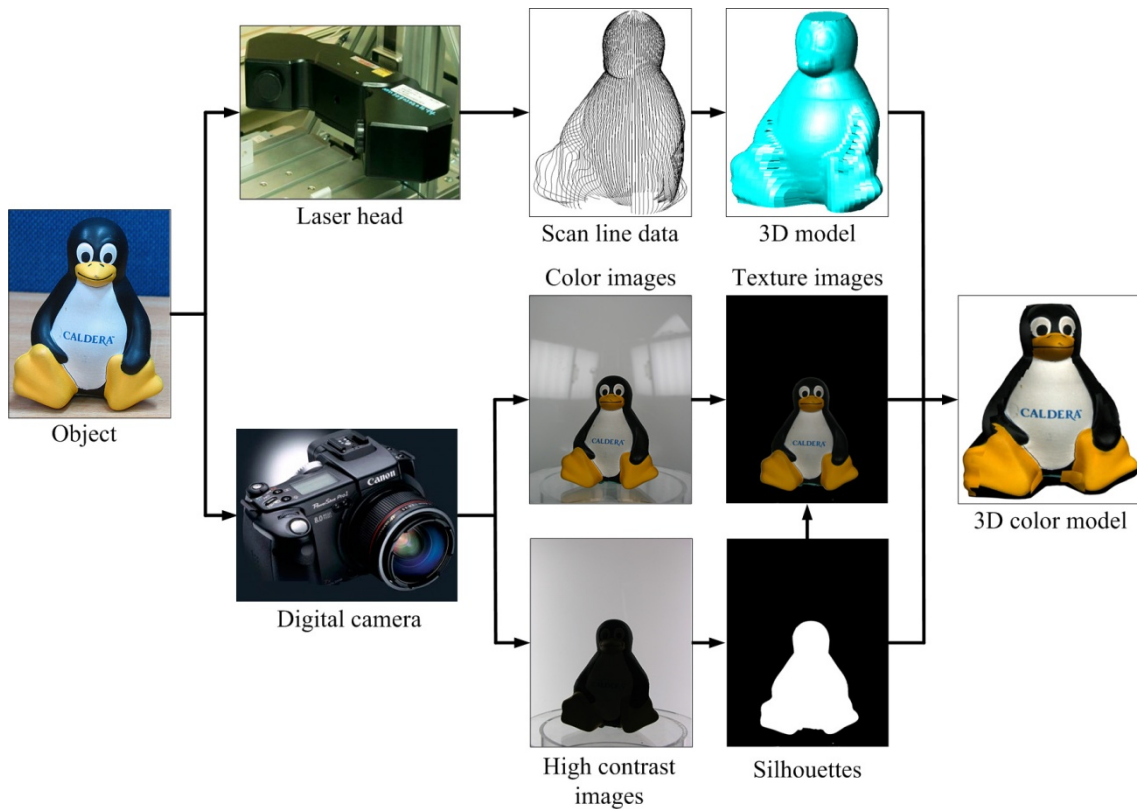 Laser head
Scan line data
3D model
Color images
Texture images
CALDERA
Object
CALDERA
CALDERA
CALDERA
3D color model
Canon
Digital camera
High contrast
images
Silhouettes